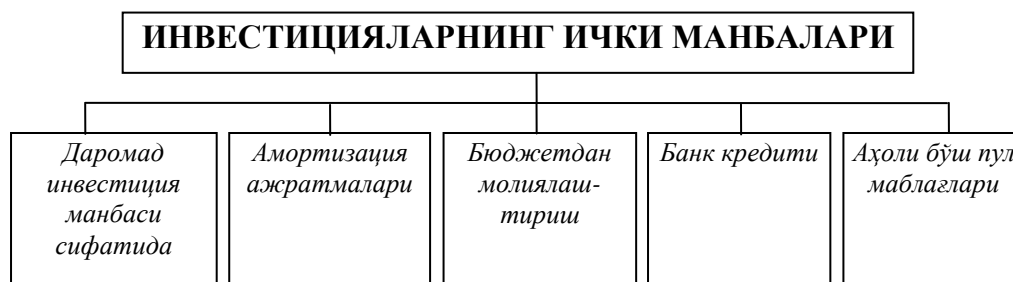 ИНВЕСТИЦИЯЛАРНИНГ ИЧКИ МАНБАЛАРИ
Даромад
инвестиция
манбаси
сифатида
Амортизация
ажратмалари
Бюджетдан
молиялаш-
тириш
Банк кредити
Аҳоли бўш пул
маблағлари